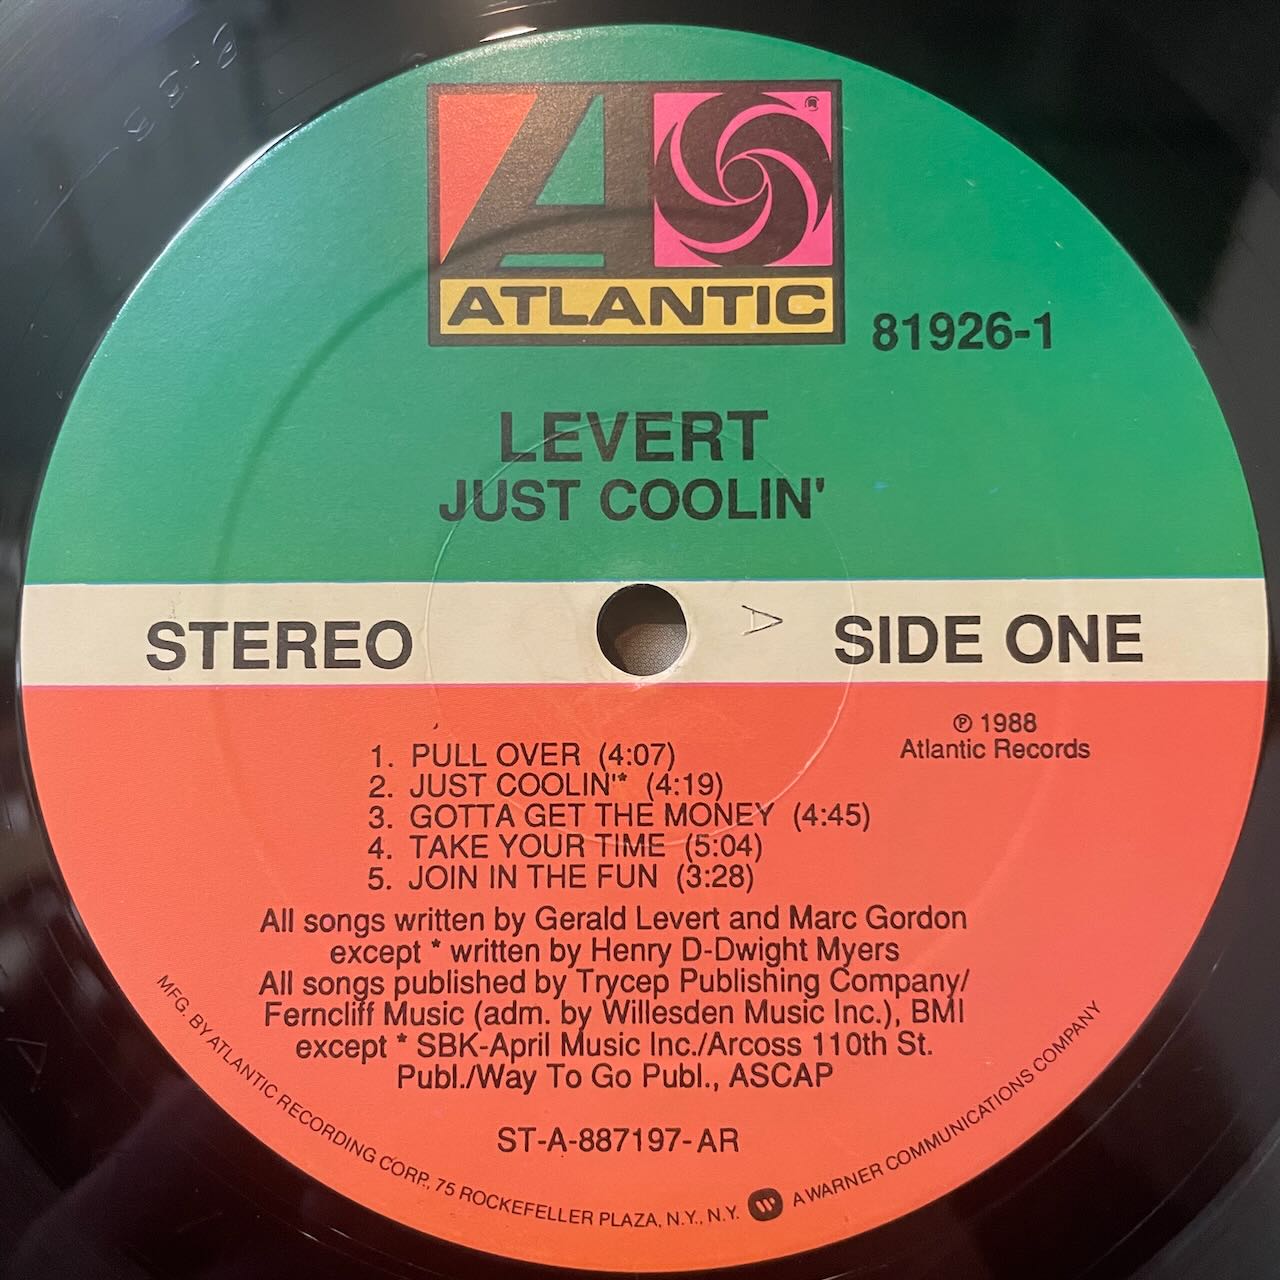 ATLANTIC
81926-1
LEVERT
JUST COOLIN'
STEREO
A
SIDE ONE
℗ 1988
Atlantic Records
1. PULL OVER (4:07)
2. JUST COOLIN'* (4:19)
3. GOTTA GET THE MONEY (4:45)
4. TAKE YOUR TIME (5:04)
5. JOIN IN THE FUN (3:28)
All songs written by Gerald Levert and Marc Gordon
except * written by Henry D-Dwight Myers
All songs published by Trycep Publishing Company/
Ferncliff Music (adm. by Willesden Music Inc.), BMI
except * SBK-April Music Inc./Arcoss 110th St.
Publ./Way To Go Publ., ASCAP
ST-A-887197-AR
MFG. BY ATLANTIC RECORDING CORP., 75 ROCKEFELLER PLAZA, N.Y., N.Y. A WARNER COMMUNICATIONS COMPANY